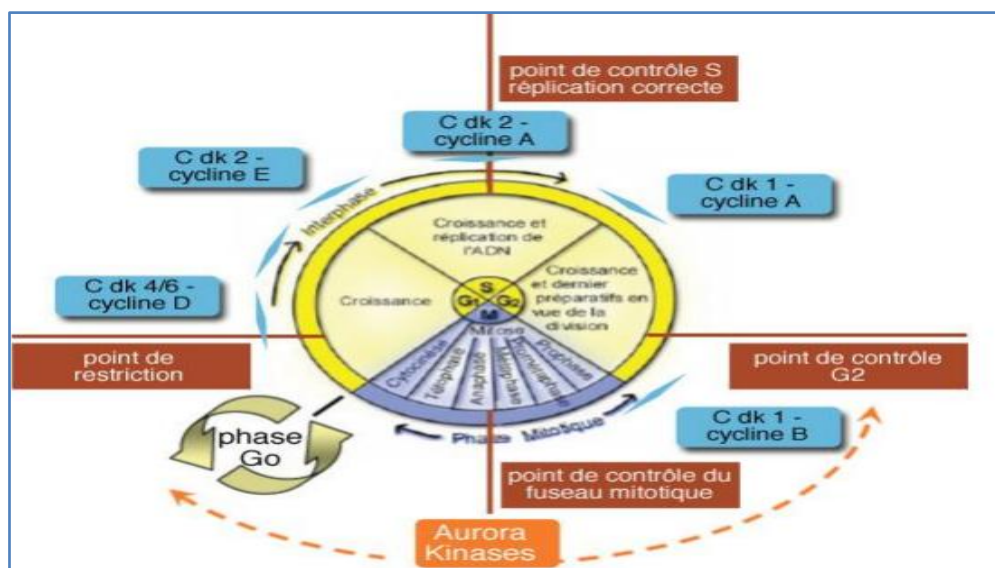 point de contrôle S
réplication correcte
C dk 2 -
cycline A
C dk 2 -
cycline E
C dk 1 -
cycline A
Interphase
Croissance et
réplication de
l'ADN
C dk 4/6 -
cycline D
Croissance
S
G1
G2
M
Croissance
et dernier
préparatifs en
vue de la
division
Mitose
Cytocinèse
Télophase
Anaphase
Métaphase
Prométaphase
Prophase
point de
restriction
point de contrôle
G2
phase
Go
Phase Mitotique
C dk 1 -
cycline B
point de contrôle du
fuseau mitotique
Aurora
Kinases